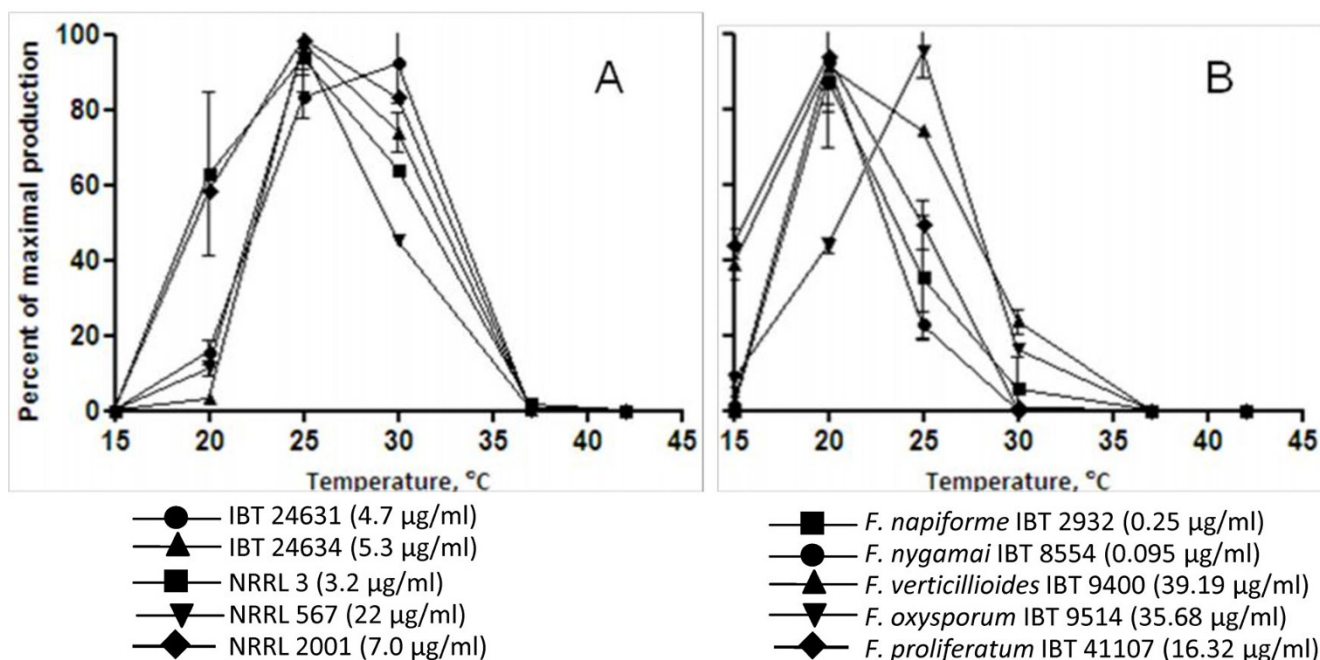 A
B
Percent of maximal production
100
80
60
40
20
0
15 20 25 30 35 40 45
15 20 25 30 35 40 45
Temperature, °C
Temperature, °C
IBT 24631 (4.7 µg/ml)
IBT 24634 (5.3 µg/ml)
NRRL 3 (3.2 µg/ml)
NRRL 567 (22 µg/ml)
NRRL 2001 (7.0 µg/ml)
F. napiforme IBT 2932 (0.25 µg/ml)
F. nygamai IBT 8554 (0.095 µg/ml)
F. verticillioides IBT 9400 (39.19 µg/ml)
F. oxysporum IBT 9514 (35.68 µg/ml)
F. proliferatum IBT 41107 (16.32 µg/ml)